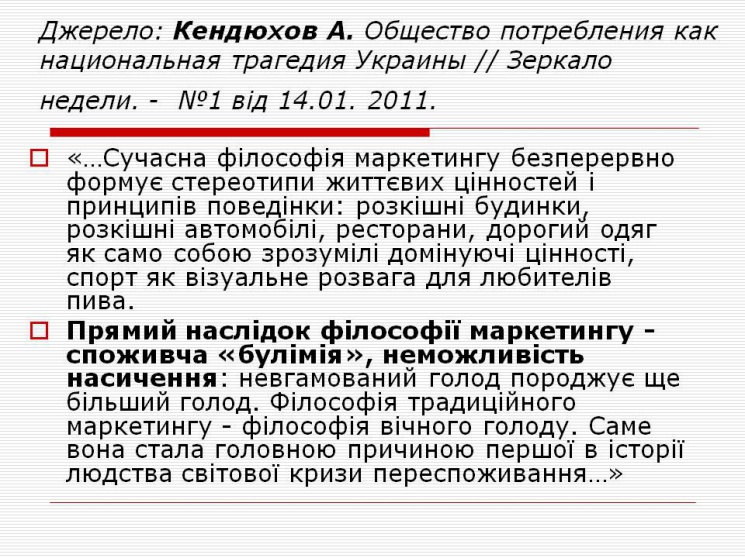 Джерело: Кендюхов А. Общество потребления как
национальная трагедия Украины // Зеркало
недели. - №1 від 14.01. 2011.
«…Сучасна філософія маркетингу безперервно
формує стереотипи життєвих цінностей і
принципів поведінки: розкішні будинки,
розкішні автомобілі, ресторани, дорогий одяг
як само собою зрозумілі домінуючі цінності,
спорт як візуальне розвага для любителів
пива.
Прямий наслідок філософії маркетингу -
споживча «булімія», неможливість
насичення: невгамований голод породжує ще
більший голод. Філософія традиційного
маркетингу - філософія вічного голоду. Саме
вона стала головною причиною першої в історії
людства світової кризи переспоживання…»